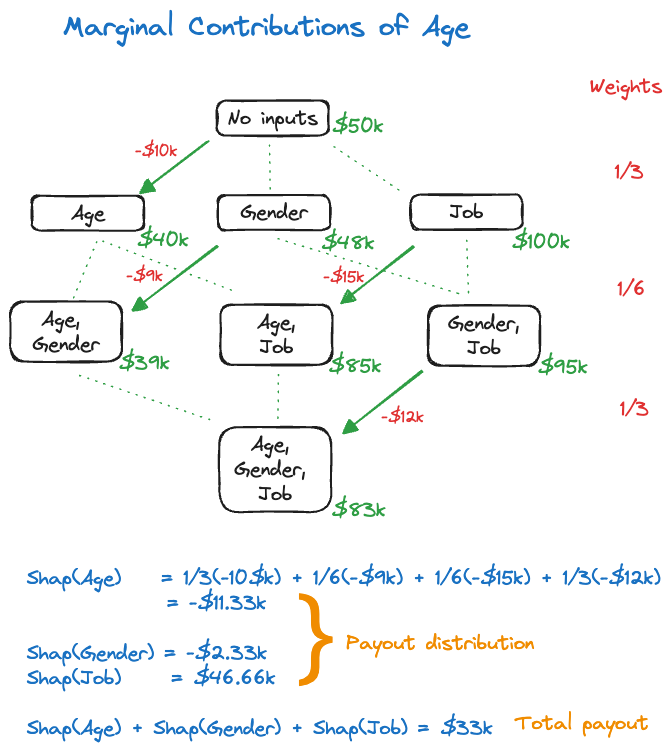 Marginal Contributions of Age
Weights
No inputs
$50k
-$10k
1/3
Age
Gender
Job
$40k
$48k
$100k
-$9k
-$15k
1/6
Age,
Gender
Age,
Job
Gender,
Job
$39k
$85k
$95k
-$12k
1/3
Age,
Gender,
Job
$83k
Shap(Age) = 1/3(-10$k) + 1/6(-$9k) + 1/6(-$15k) + 1/3(-$12k)
= -$11.33k
Payout distribution
Shap(Gender) = -$2.33k
Shap(Job) = $46.66k
Shap(Age) + Shap(Gender) + Shap(Job) = $33k Total payout